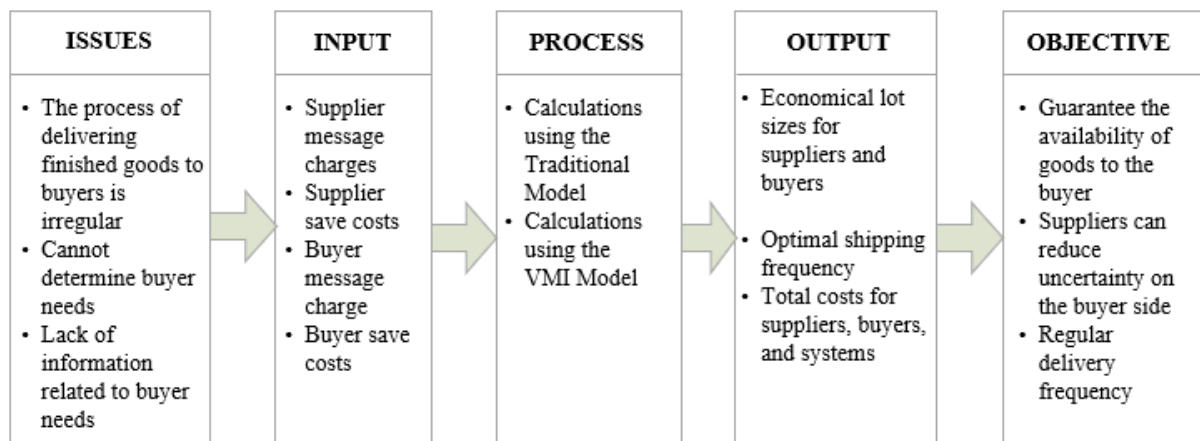 ISSUES
• The process of
delivering
finished goods to
buyers is
irregular
• Cannot
determine buyer
needs
• Lack of
information
related to buyer
needs
INPUT
• Supplier
message
charges
• Supplier
save costs
• Buyer
message
charge
• Buyer save
costs
PROCESS
• Calculations
using the
Traditional
Model
• Calculations
using the
VMI Model
OUTPUT
• Economical lot
sizes for
suppliers and
buyers
• Optimal shipping
frequency
• Total costs for
suppliers, buyers,
and systems
OBJECTIVE
• Guarantee the
availability of
goods to the
buyer
• Suppliers can
reduce
uncertainty on
the buyer side
• Regular
delivery
frequency